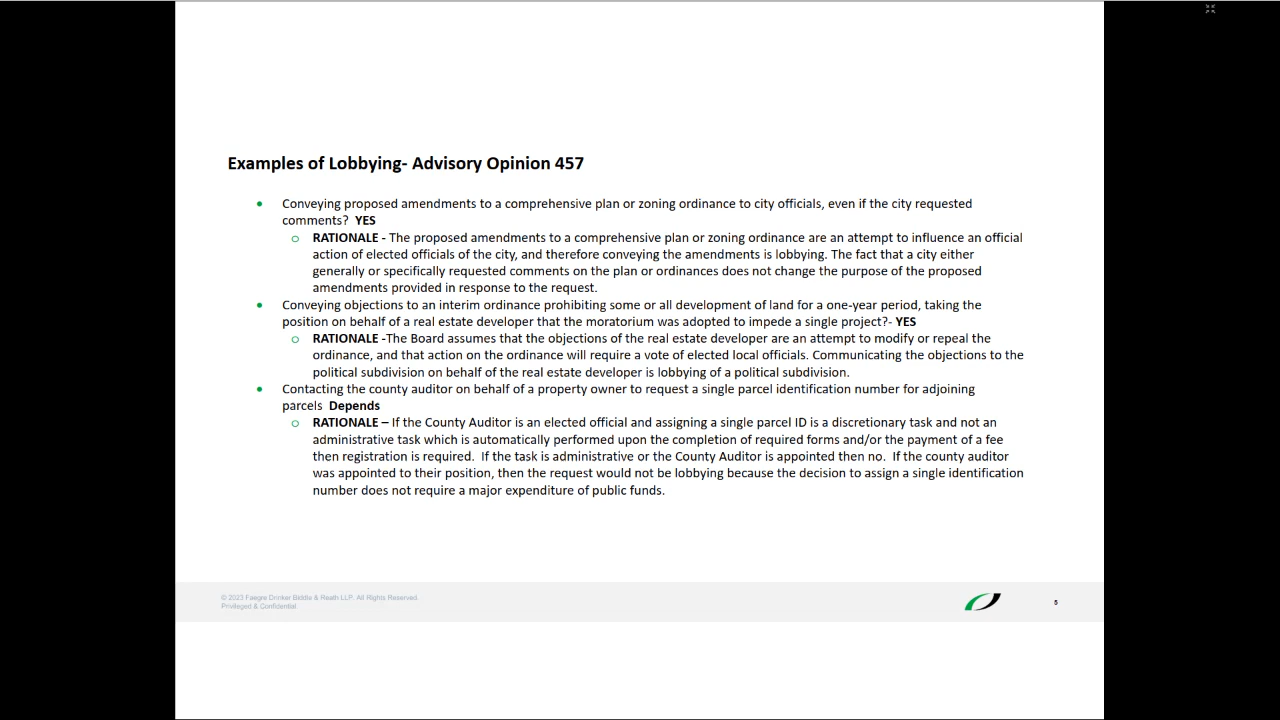 Examples of Lobbying- Advisory Opinion 457
• Conveying proposed amendments to a comprehensive plan or zoning ordinance to city officials, even if the city requested
comments? YES
o RATIONALE - The proposed amendments to a comprehensive plan or zoning ordinance are an attempt to influence an official
action of elected officials of the city, and therefore conveying the amendments is lobbying. The fact that a city either
generally or specifically requested comments on the plan or ordinances does not change the purpose of the proposed
amendments provided in response to the request.
• Conveying objections to an interim ordinance prohibiting some or all development of land for a one-year period, taking the
position on behalf of a real estate developer that the moratorium was adopted to impede a single project?- YES
o RATIONALE -The Board assumes that the objections of the real estate developer are an attempt to modify or repeal the
ordinance, and that action on the ordinance will require a vote of elected local officials. Communicating the objections to the
political subdivision on behalf of the real estate developer is lobbying of a political subdivision.
• Contacting the county auditor on behalf of a property owner to request a single parcel identification number for adjoining
parcels Depends
o RATIONALE – If the County Auditor is an elected official and assigning a single parcel ID is a discretionary task and not an
administrative task which is automatically performed upon the completion of required forms and/or the payment of a fee
then registration is required. If the task is administrative or the County Auditor is appointed then no. If the county auditor
was appointed to their position, then the request would not be lobbying because the decision to assign a single identification
number does not require a major expenditure of public funds.
© 2023 Faegre Drinker Biddle & Reath LLP. All Rights Reserved.
Privileged & Confidential
5